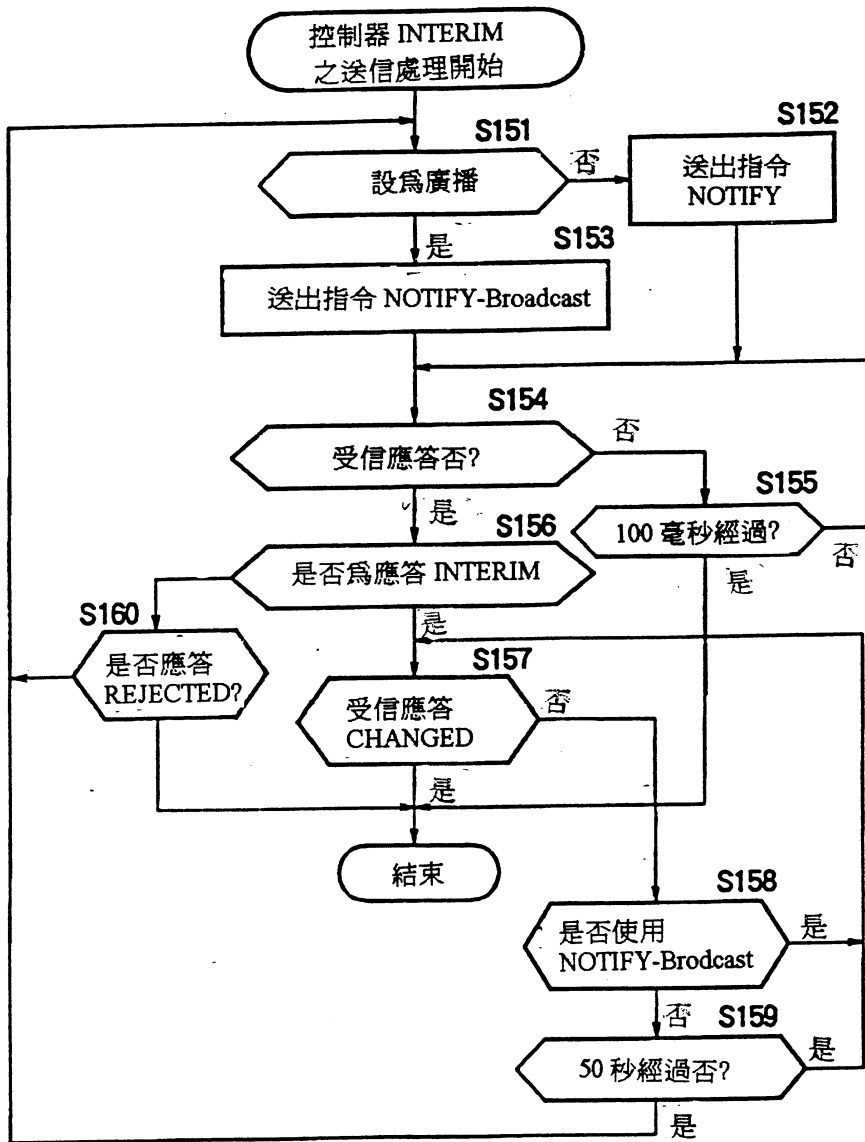 控制器 INTERIM
之送信處理開始
S151
設為廣播
否
S152
送出指令
NOTIFY
是
S153
送出指令 NOTIFY-Broadcast
S154
受信應答否?
否
是
S155
100 毫秒經過?
否
是
S156
是否為應答 INTERIM
是
S160
是否應答
REJECTED?
S157
受信應答
CHANGED
否
是
結束
S158
是否使用
NOTIFY-Brodcast
是
否
S159
50 秒經過否?
是
是